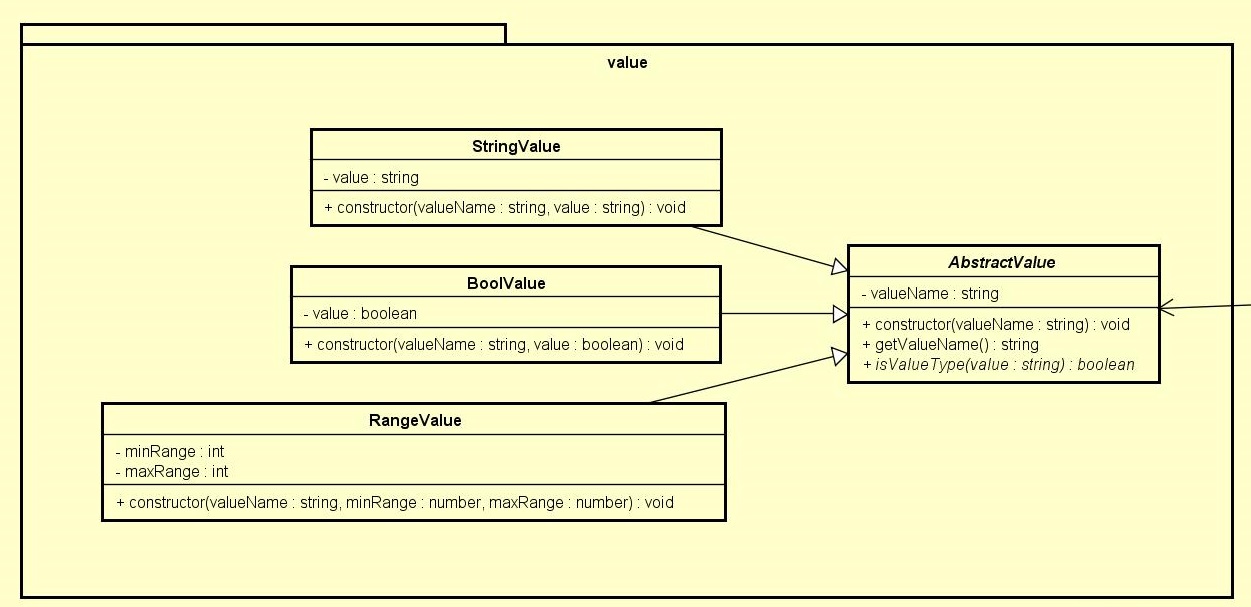 value
StringValue
- value : string
+ constructor(valueName : string, value : string) : void
BoolValue
- value : boolean
+ constructor(valueName : string, value : boolean) : void
RangeValue
- minRange : int
- maxRange : int
+ constructor(valueName : string, minRange : number, maxRange : number) : void
AbstractValue
- valueName : string
+ constructor(valueName : string) : void
+ getValueName() : string
+ isValueType(value : string) : boolean